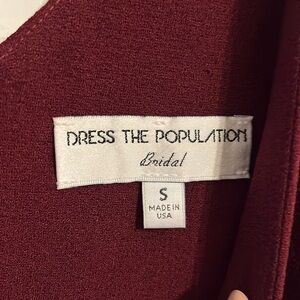 DRESS THE POPULATION
Bridal
S
MADE IN
USA